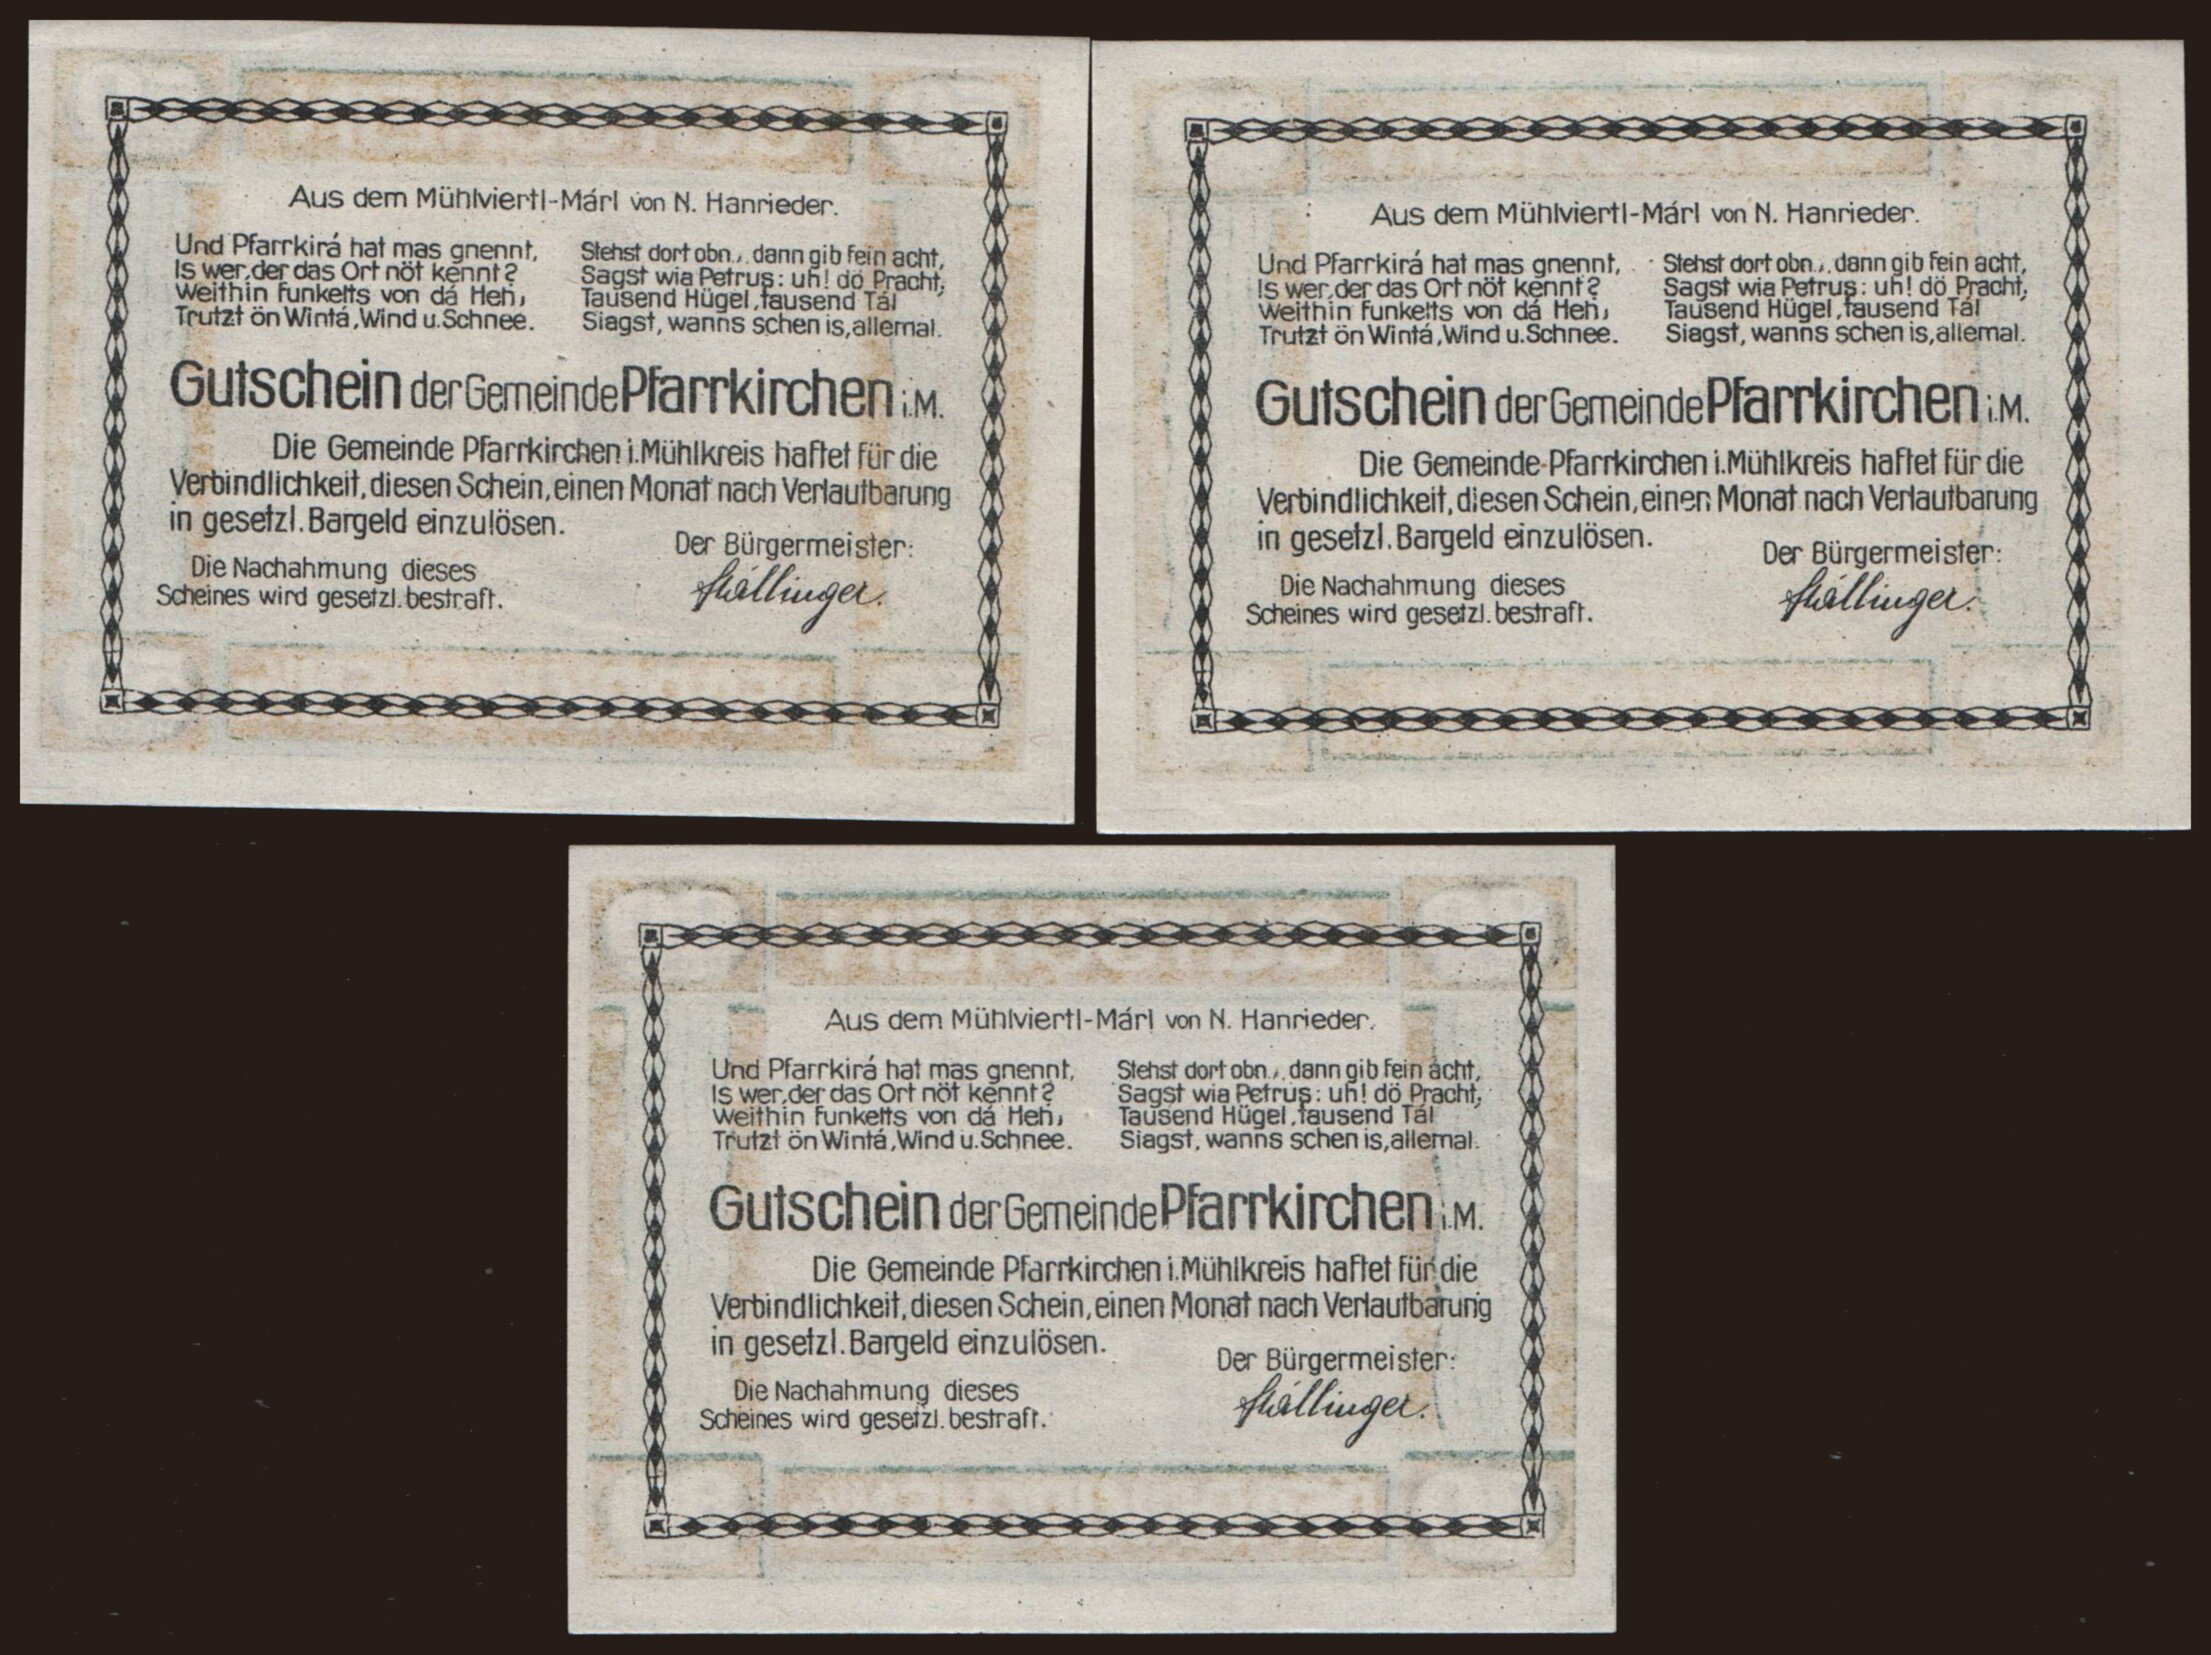 Aus dem Mühlviertl-Márl von N. Hanrieder.
Und Pfarrkirá hat mas gnennt,
Is wer, der das Ort nöt kennt?
Weithin funkelts von dá Heh,
Trutzt ön Wintá, Wind u. Schnee.
Stehst dort obn., dann gib fein acht,
Sagst wia Petrus: uh! dö Pracht,
Tausend Hügel, tausend Tál
Siagst, wanns schen is, allemal.
Gutschein der Gemeinde Pfarrkirchen i.M.
Die Gemeinde Pfarrkirchen i. Mühlkreis haftet für die
Verbindlichkeit, diesen Schein, einen Monat nach Verlautbarung
in gesetzl. Bargeld einzulösen.
Der Bürgermeister:
Die Nachahmung dieses
Scheines wird gesetzl. bestraft.
Aus dem Mühlviertl-Márl von N. Hanrieder.
Und Pfarrkirá hat mas gnennt,
Is wer, der das Ort nöt kennt?
Weithin funkelts von dá Heh,
Trutzt ön Wintá, Wind u. Schnee.
Stehst dort obn., dann gib fein acht,
Sagst wia Petrus: uh! dö Pracht,
Tausend Hügel, tausend Tál
Siagst, wanns schen is, allemal.
Gutschein der Gemeinde Pfarrkirchen i.M.
Die Gemeinde Pfarrkirchen i. Mühlkreis haftet für die
Verbindlichkeit, diesen Schein, einen Monat nach Verlautbarung
in gesetzl. Bargeld einzulösen.
Der Bürgermeister:
Die Nachahmung dieses
Scheines wird gesetzl. bestraft.
Aus dem Mühlviertl-Márl von N. Hanrieder.
Und Pfarrkirá hat mas gnennt,
Is wer, der das Ort nöt kennt?
Weithin funkelts von dá Heh,
Trutzt ön Wintá, Wind u. Schnee.
Stehst dort obn., dann gib fein acht,
Sagst wia Petrus: uh! dö Pracht,
Tausend Hügel, tausend Tál
Siagst, wanns schen is, allemal.
Gutschein der Gemeinde Pfarrkirchen i.M.
Die Gemeinde Pfarrkirchen i. Mühlkreis haftet für die
Verbindlichkeit, diesen Schein, einen Monat nach Verlautbarung
in gesetzl. Bargeld einzulösen.
Der Bürgermeister:
Die Nachahmung dieses
Scheines wird gesetzl. bestraft.